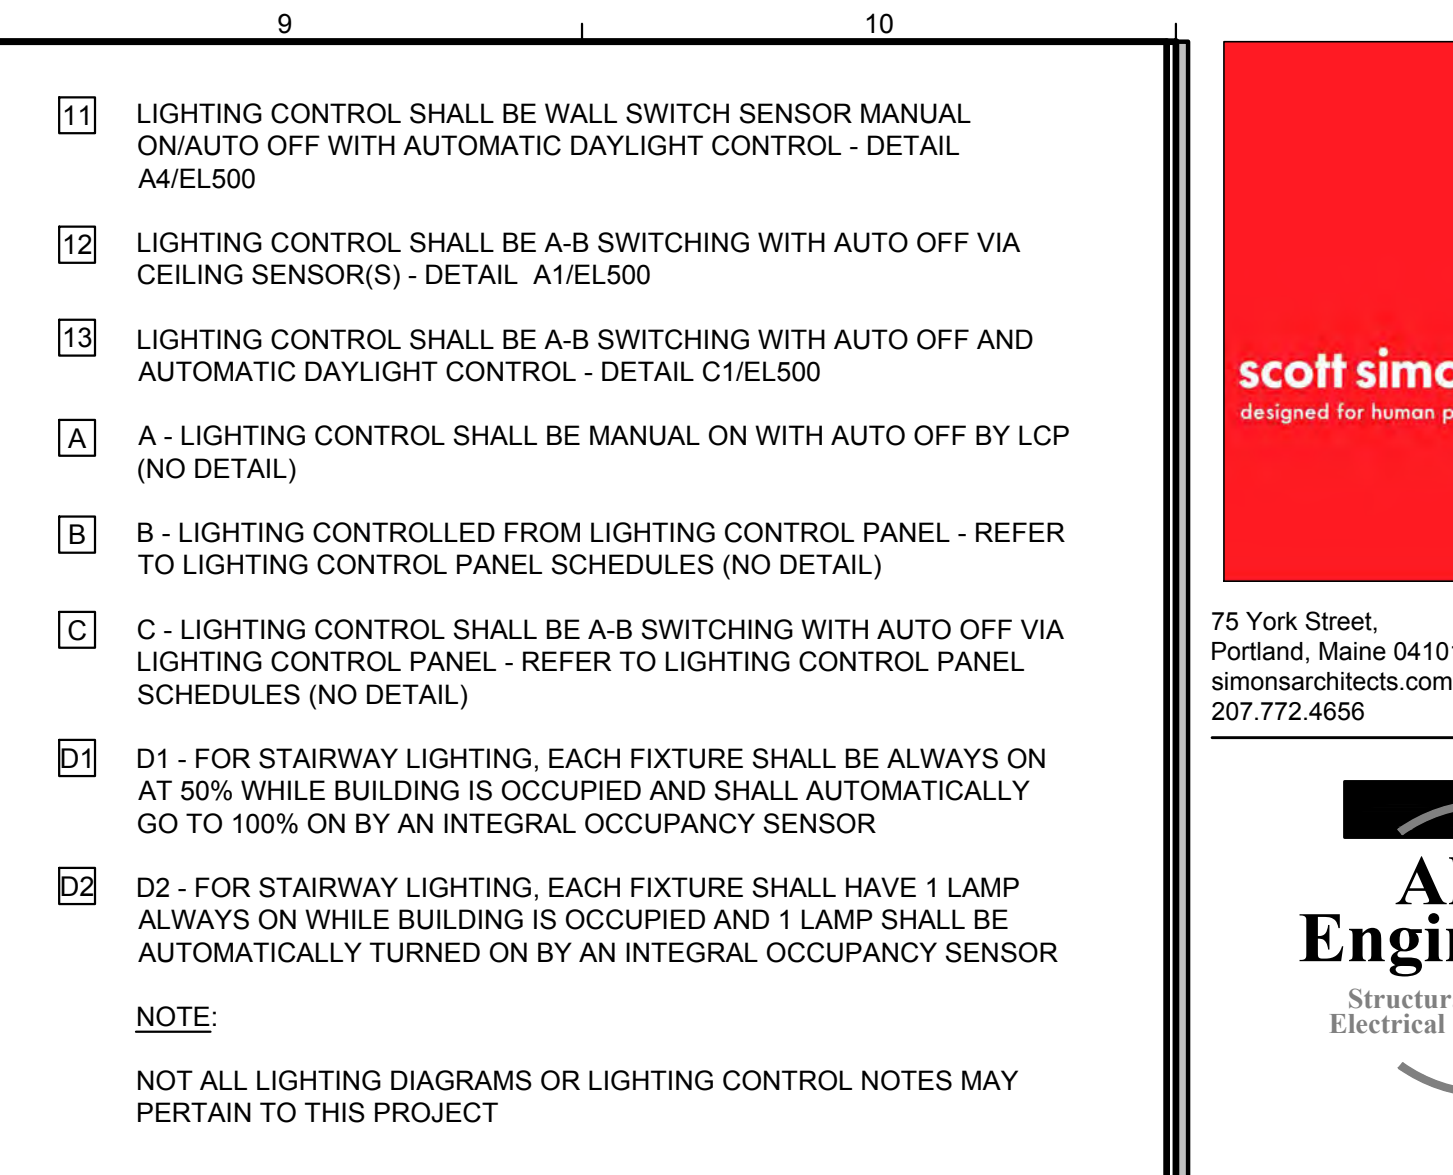 9
10
11
LIGHTING CONTROL SHALL BE WALL SWITCH SENSOR MANUAL
ON/AUTO OFF WITH AUTOMATIC DAYLIGHT CONTROL - DETAIL
A4/EL500
12
LIGHTING CONTROL SHALL BE A-B SWITCHING WITH AUTO OFF VIA
CEILING SENSOR(S) - DETAIL A1/EL500
13
LIGHTING CONTROL SHALL BE A-B SWITCHING WITH AUTO OFF AND
AUTOMATIC DAYLIGHT CONTROL - DETAIL C1/EL500
A
A - LIGHTING CONTROL SHALL BE MANUAL ON WITH AUTO OFF BY LCP
(NO DETAIL)
B
B - LIGHTING CONTROLLED FROM LIGHTING CONTROL PANEL - REFER
TO LIGHTING CONTROL PANEL SCHEDULES (NO DETAIL)
C
C - LIGHTING CONTROL SHALL BE A-B SWITCHING WITH AUTO OFF VIA
LIGHTING CONTROL PANEL - REFER TO LIGHTING CONTROL PANEL
SCHEDULES (NO DETAIL)
D1
D1 - FOR STAIRWAY LIGHTING, EACH FIXTURE SHALL BE ALWAYS ON
AT 50% WHILE BUILDING IS OCCUPIED AND SHALL AUTOMATICALLY
GO TO 100% ON BY AN INTEGRAL OCCUPANCY SENSOR
D2
D2 - FOR STAIRWAY LIGHTING, EACH FIXTURE SHALL HAVE 1 LAMP
ALWAYS ON WHILE BUILDING IS OCCUPIED AND 1 LAMP SHALL BE
AUTOMATICALLY TURNED ON BY AN INTEGRAL OCCUPANCY SENSOR
NOTE:
NOT ALL LIGHTING DIAGRAMS OR LIGHTING CONTROL NOTES MAY
PERTAIN TO THIS PROJECT
scott
designed for human
75 York Street,
Portland, Maine 04101
simonsarchitects.com
207.772.4656
Electrical